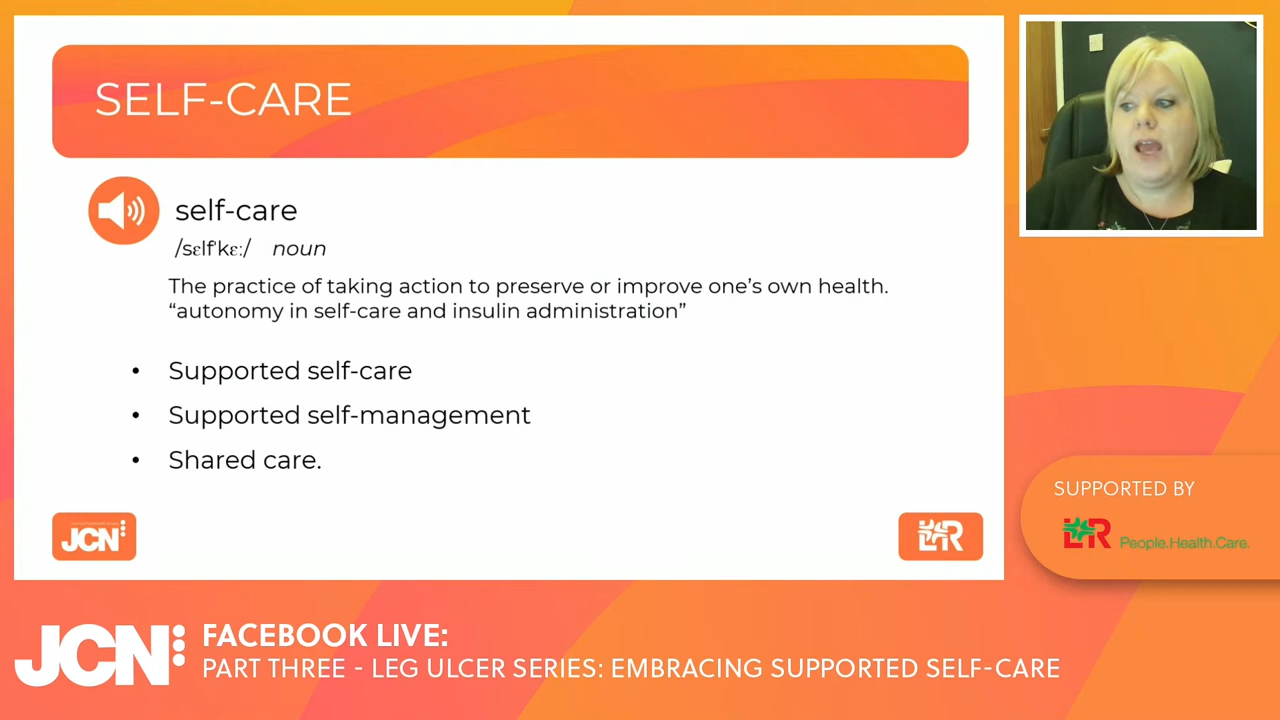 SELF-CARE
self-care
/sɛlfˈkɛː/ noun
The practice of taking action to preserve or improve one’s own health.
“autonomy in self-care and insulin administration”
• Supported self-care
• Supported self-management
• Shared care.
JCN
L&R
SUPPORTED BY
L&R People.Health.Care.
JCN
FACEBOOK LIVE:
PART THREE - LEG ULCER SERIES: EMBRACING SUPPORTED SELF-CARE